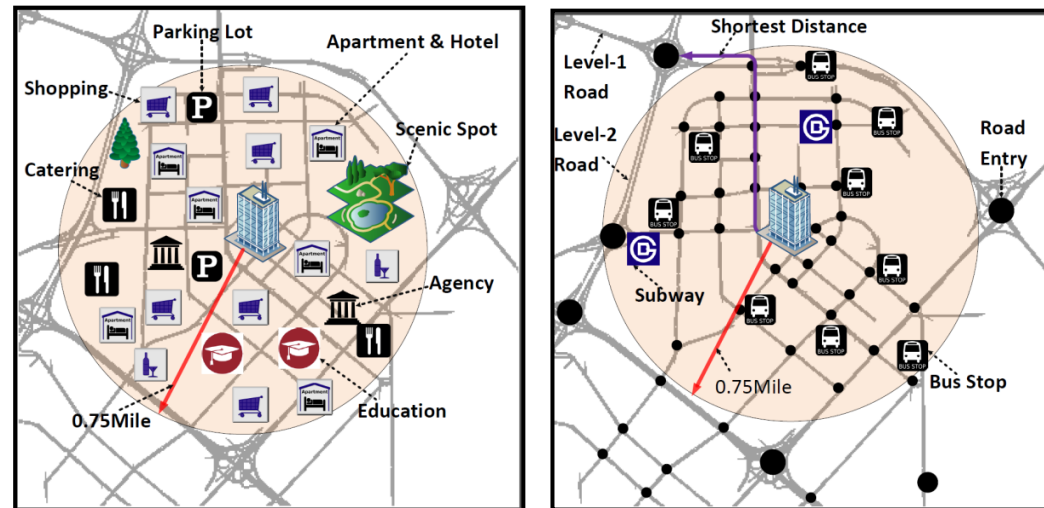 Parking Lot
Apartment & Hotel
Shopping
P
Apartment
Scenic Spot
Apartment
Catering
Apartment
P
Apartment
Agency
Apartment
0.75Mile
Education
Apartment
Shortest Distance
Level-1
Road
BUS STOP
Level-2
Road
BUS STOP
BUS STOP
Road
Entry
BUS STOP
BUS STOP
Subway
BUS STOP
BUS STOP
BUS STOP
BUS STOP
0.75Mile
Bus Stop